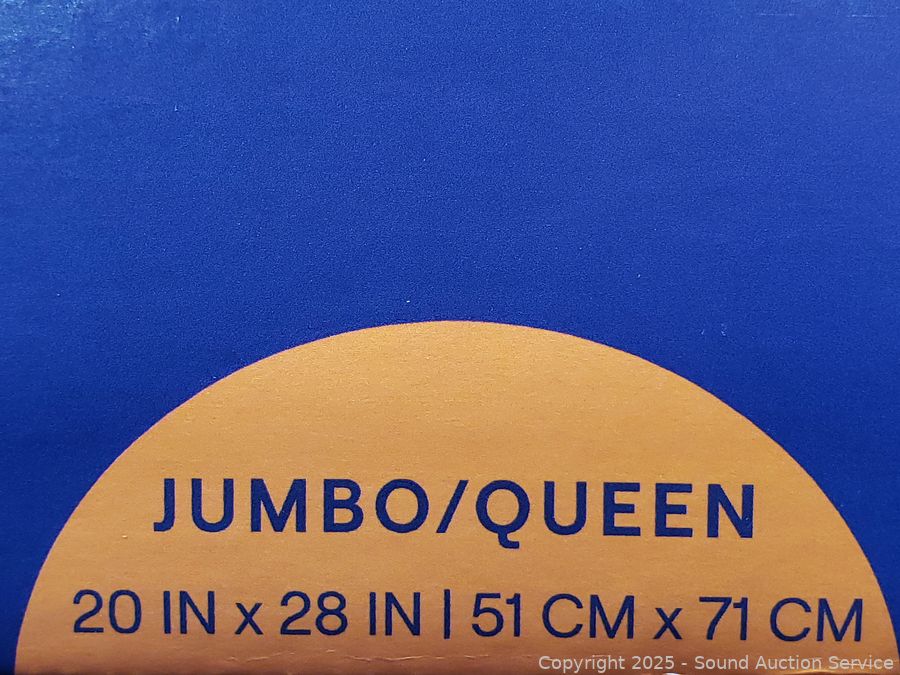 JUMBO/QUEEN
20 IN x 28 IN | 51 CM x 71 CM
Copyright 2025 - Sound Auction Service